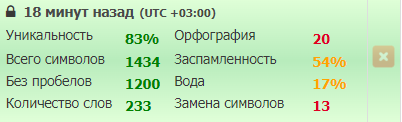 18 минут назад (UTC +03:00)
Уникальность 83% Орфография 20
Всего символов 1434 Заспамленность 54%
Без пробелов 1200 Вода 17%
Количество слов 233 Замена символов 13